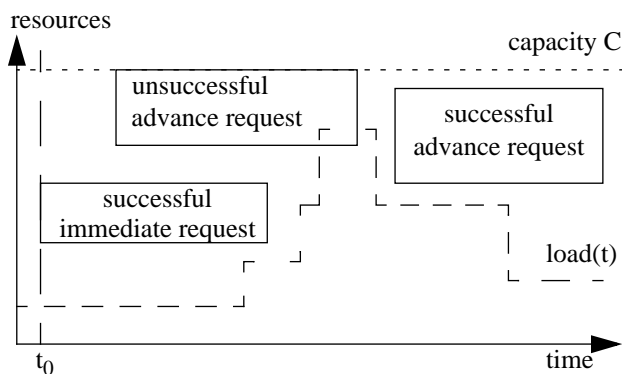 resources
capacity C
unsuccessful
advance request
successful
advance request
successful
immediate request
load(t)
t0
time